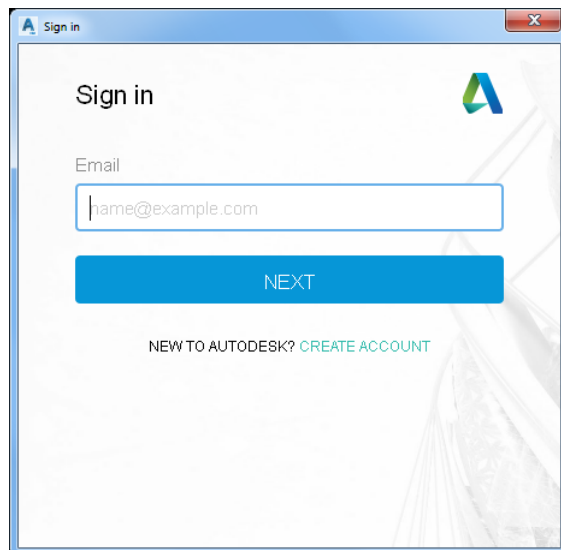 Sign in
Sign in
Email
name@example.com
NEXT
NEW TO AUTODESK? CREATE ACCOUNT